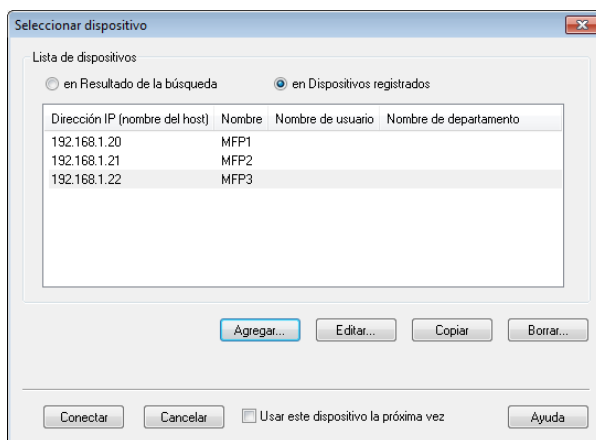 Seleccionar dispositivo
Lista de dispositivos
en Resultado de la búsqueda en Dispositivos registrados
Dirección IP (nombre del host) Nombre Nombre de usuario Nombre de departamento
192.168.1.20 MFP1
192.168.1.21 MFP2
192.168.1.22 MFP3
Agregar... Editar... Copiar Borrar...
Conectar Cancelar Usar este dispositivo la próxima vez Ayuda